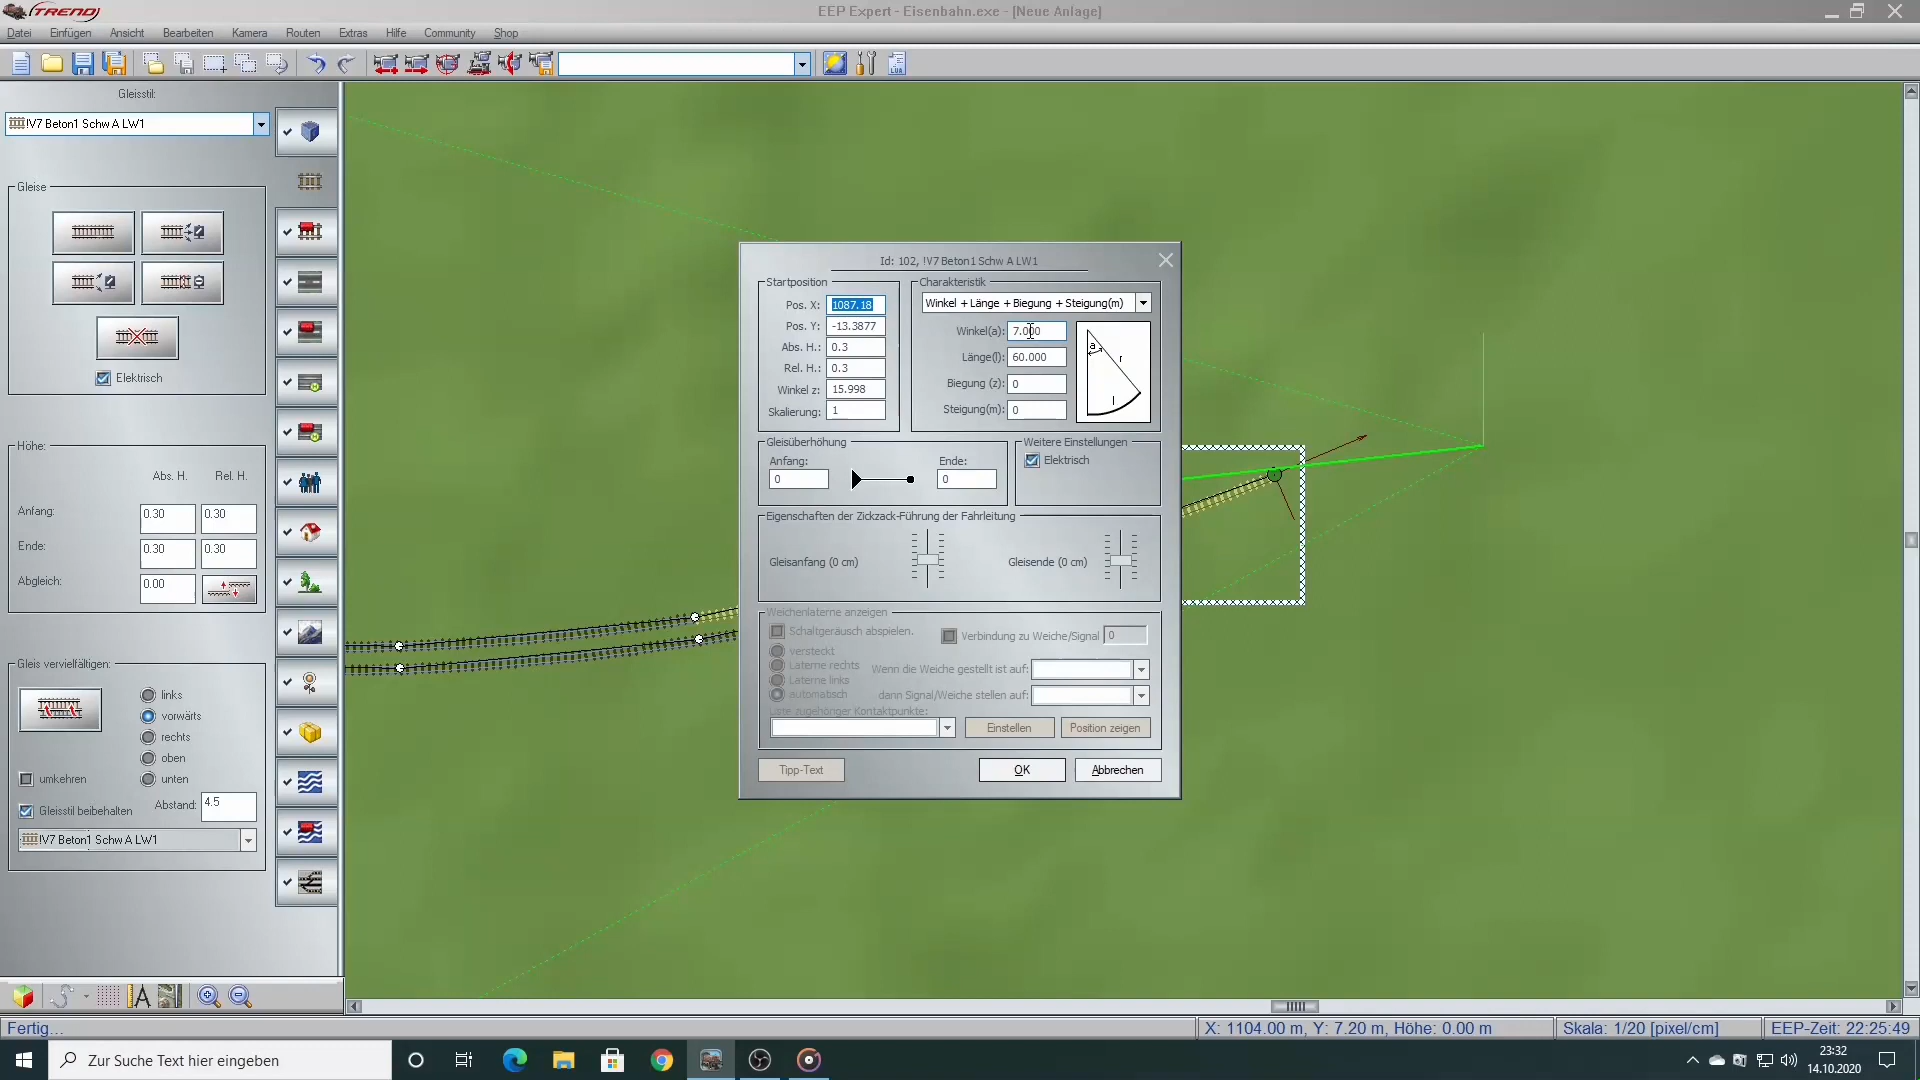 TREND
EEP Expert - Eisenbahn.exe - [Neue Anlage]
Datei Einfügen Ansicht Bearbeiten Kamera Routen Extras Hilfe Community Shop
Gleisstil:
!V7 Beton1 Schw A LW1
Gleise
Elektrisch
Höhe:
Abs. H. Rel. H.
Anfang: 0.30 0.30
Ende: 0.30 0.30
Abgleich: 0.00
Gleis vervielfältigen:
links
vorwärts
rechts
oben
umkehren unten
Gleisstil beibehalten Abstand: 4.5
!V7 Beton1 Schw A LW1
LUA
Id: 102, !V7 Beton1 Schw A LW1
Startposition
Pos. X: 1087.18
Pos. Y: -13.3877
Abs. H.: 0.3
Rel. H.: 0.3
Winkel z: 15.998
Skalierung: 1
Charakteristik
Winkel + Länge + Biegung + Steigung(m)
Winkel(a): 7.000
Länge(l): 60.000
Biegung (z): 0
Steigung(m): 0
a
r
l
Gleisüberhöhung
Anfang: Ende:
0 0
Weitere Einstellungen
Elektrisch
Eigenschaften der Zickzack-Führung der Fahrleitung
Gleisanfang (0 cm) Gleisende (0 cm)
Weichenlaterne anzeigen
Schaltgeräusch abspielen. Verbindung zu Weiche/Signal 0
versteckt
Laterne rechts Wenn die Weiche gestellt ist auf:
Laterne links
automatisch dann Signal/Weiche stellen auf:
Liste zugehöriger Kontaktpunkte:
Einstellen Position zeigen
Tipp-Text OK Abbrechen
Fertig... X: 1104.00 m, Y: 7.20 m, Höhe: 0.00 m Skala: 1/20 [pixel/cm] EEP-Zeit: 22:25:49
Zur Suche Text hier eingeben
23:32
14.10.2020